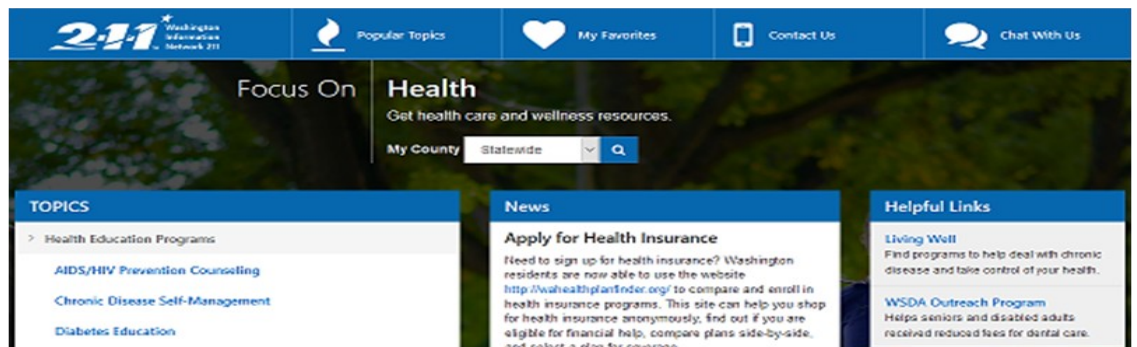 2-1-1 Washington
Information
Network 211
Popular Topics
My Favorites
Contact Us
Chat With Us
Focus On
Health
Get health care and wellness resources.
My County Statewide
TOPICS
> Health Education Programs
AIDS/HIV Prevention Counseling
Chronic Disease Self-Management
Diabetes Education
News
Apply for Health Insurance
Need to sign up for health insurance? Washington
residents are now able to use the website
http://wahealthplanfinder.org/ to compare and enroll in
health insurance programs. This site can help you shop
for health insurance anonymously, find out if you are
eligible for financial help, compare plans side-by-side,
and select a plan for coverage.
Helpful Links
Living Well
Find programs to help deal with chronic
disease and take control of your health.
WSDA Outreach Program
Helps seniors and disabled adults
received reduced fees for dental care.